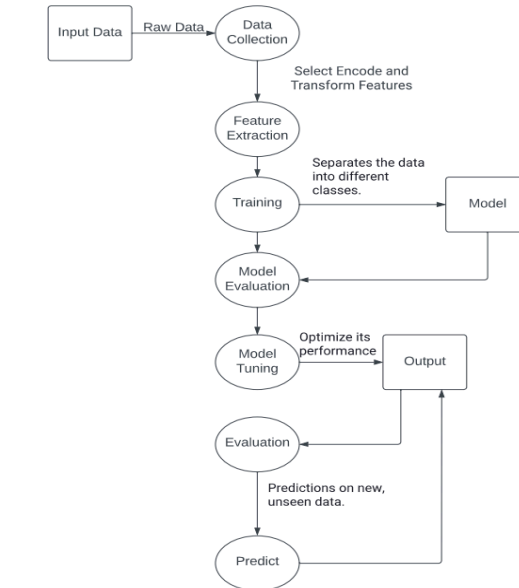 Input Data
Raw Data
Data
Collection
Select Encode and
Transform Features
Feature
Extraction
Separates the data
into different
classes.
Training
Model
Model
Evaluation
Optimize its
performance
Model
Tuning
Output
Evaluation
Predictions on new,
unseen data.
Predict